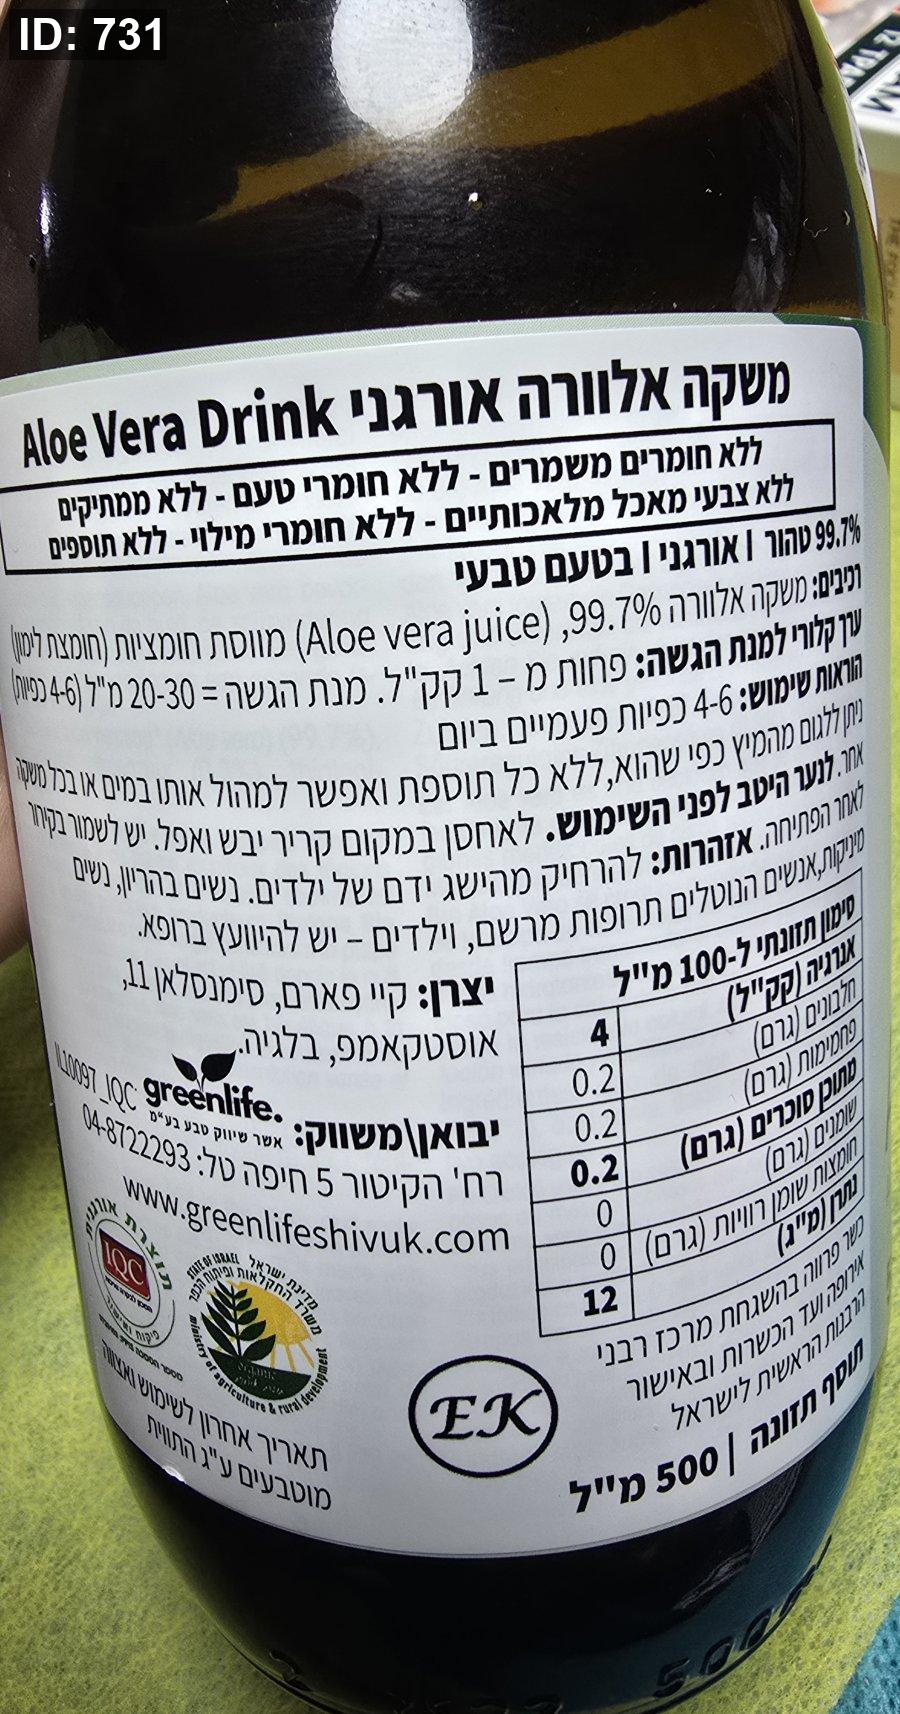 ID: 731
משקה אלוורה אורגני Aloe Vera Drink
ללא חומרים משמרים - ללא חומרי טעם - ללא ממתיקים
ללא צבעי מאכל מלאכותיים - ללא חומרי מילוי - ללא תוספים
99.7% טהור | אורגני | בטעם טבעי
רכיבים: משקה אלוורה 99.7%, (Aloe vera juice) מווסת חומציות (חומצת לימון)
ערך קלורי למנת הגשה: פחות מ – 1 קק"ל. מנת הגשה = 20-30 מ"ל (4-6 כפיות)
הוראות שימוש: 4-6 כפיות פעמיים ביום
ניתן ללגום מהמיץ כפי שהוא,ללא כל תוספת ואפשר למהול אותו במים או בכל משקה
אחר. לנער היטב לפני השימוש. לאחסן במקום קריר יבש ואפל. יש לשמור בקירור
לאחר הפתיחה. אזהרות: להרחיק מהישג ידם של ילדים. נשים בהריון, נשים
מיניקות,אנשים הנוטלים תרופות מרשם, וילדים – יש להיוועץ ברופא.
סימון תזונתי ל-100 מ"ל
אנרגיה (קק"ל) 4
חלבונים (גרם) 0.2
פחמימות (גרם) 0.2
מתוכן סוכרים (גרם) 0.2
שומנים (גרם) 0
חומצות שומן רוויות (גרם) 0
נתרן (מ"ג) 12
יצרן: קיי פארם, סימנסלאן 11,
אוסטקאמפ, בלגיה.
יבואן\משווק: greenlife. IL10097_IQC
אשר שיווק טבע בע"מ
רח' הקיטור 5 חיפה טל: 04-8722293
www.greenlifeshivuk.com
תוצרת אורגנית
IQC
פיקוח ואישור
STATE OF ISRAEL מדינת ישראל
משרד החקלאות ופיתוח הכפר
ministry of agriculture & rural development
ORGANIC
כשר פרווה בהשגחת מרכז רבני
אירופה ועד הכשרות ובאישור
הרבנות הראשית לישראל
EK
תוסף תזונה | 500 מ"ל
תאריך אחרון לשימוש ואצווה
מוטבעים ע"ג התווית